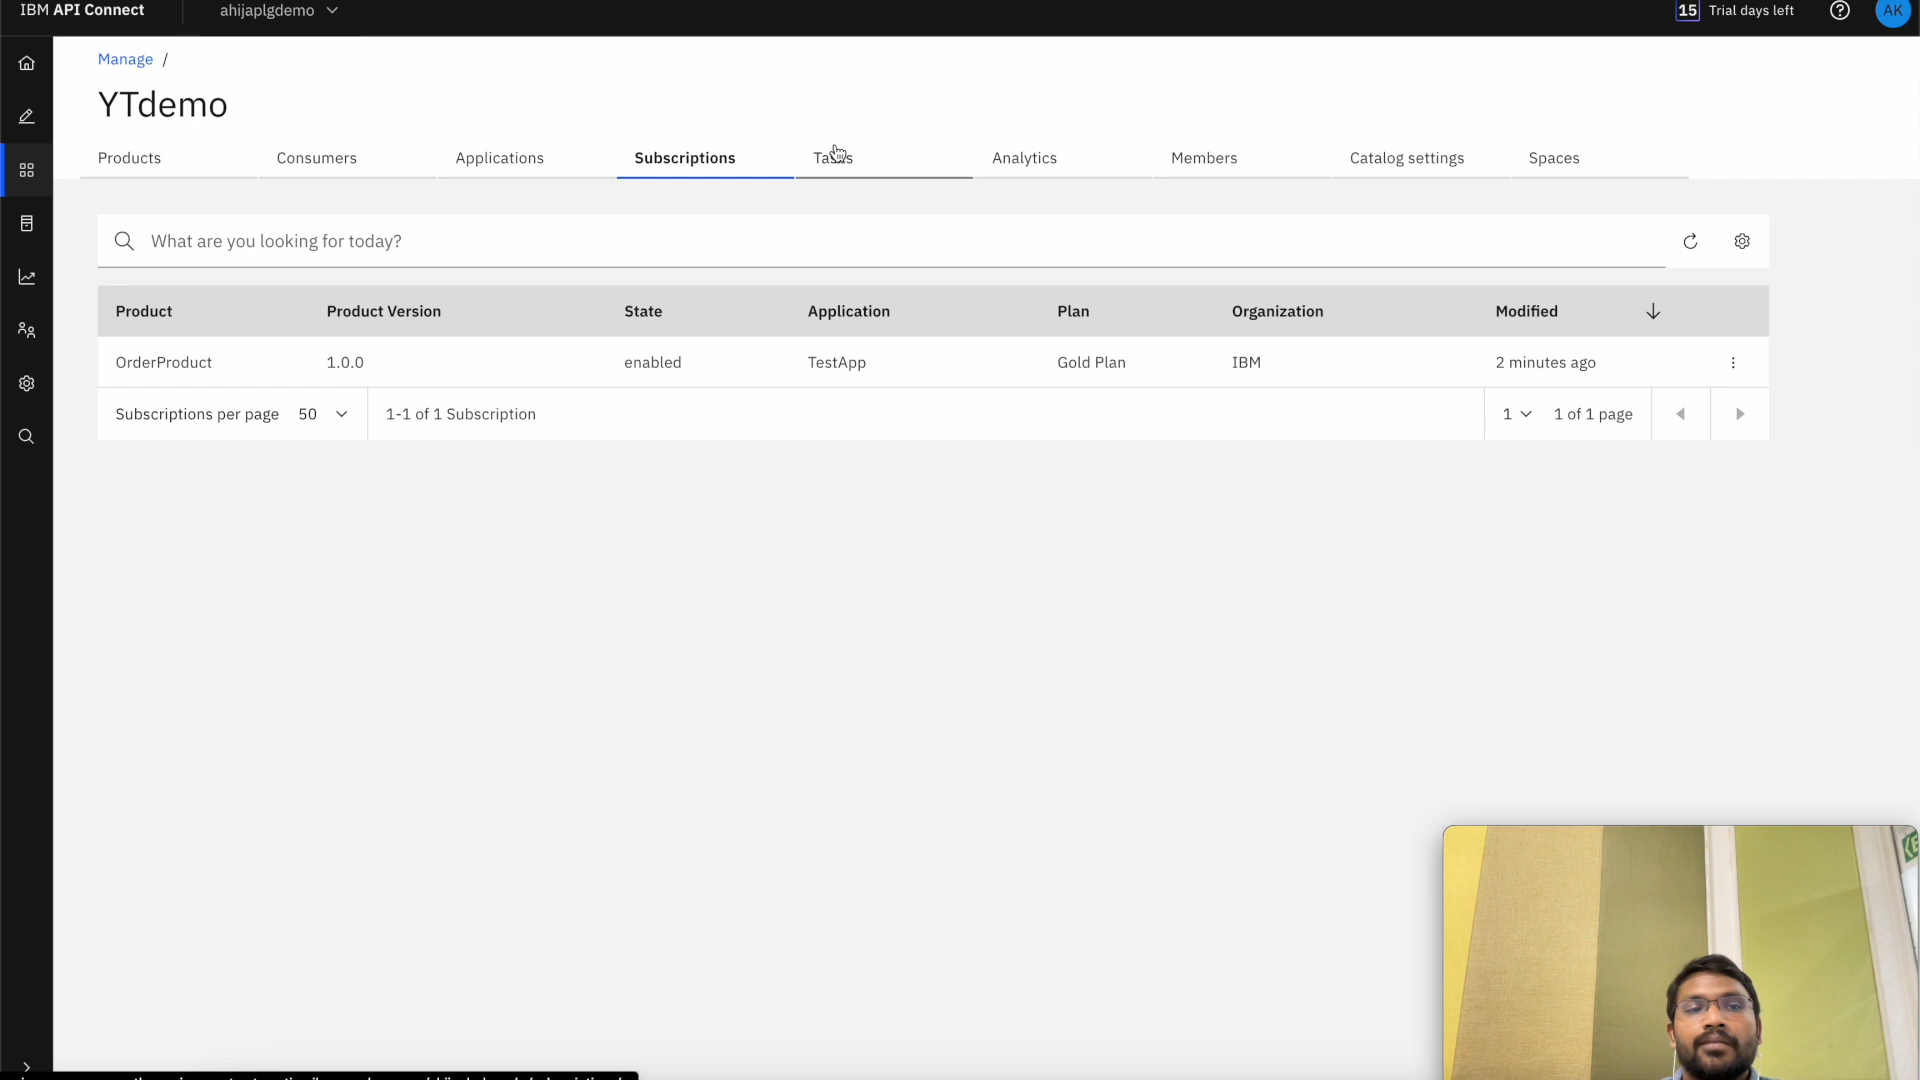 IBM API Connect
ahijaplgdemo
15 Trial days left
AK
Manage /
YTdemo
Products Consumers Applications Subscriptions Tasks Analytics Members Catalog settings Spaces
What are you looking for today?
Product Product Version State Application Plan Organization Modified
OrderProduct 1.0.0 enabled TestApp Gold Plan IBM 2 minutes ago
Subscriptions per page 50 1-1 of 1 Subscription 1 1 of 1 page